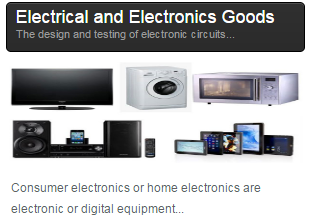 Electrical and Electronics Goods
The design and testing of electronic circuits...
Consumer electronics or home electronics are
electronic or digital equipment...